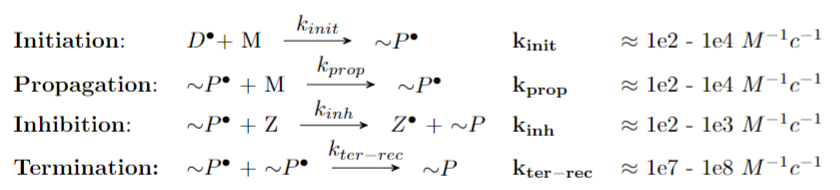 Initiation: D•+ M k_init → ∼P• k_init ≈ 1e2 - 1e4 M⁻¹c⁻¹
Propagation: ∼P• + M k_prop → ∼P• k_prop ≈ 1e2 - 1e4 M⁻¹c⁻¹
Inhibition: ∼P• + Z k_inh → Z• + ∼P k_inh ≈ 1e2 - 1e3 M⁻¹c⁻¹
Termination: ∼P• + ∼P• k_ter−rec → ∼P k_ter−rec ≈ 1e7 - 1e8 M⁻¹c⁻¹